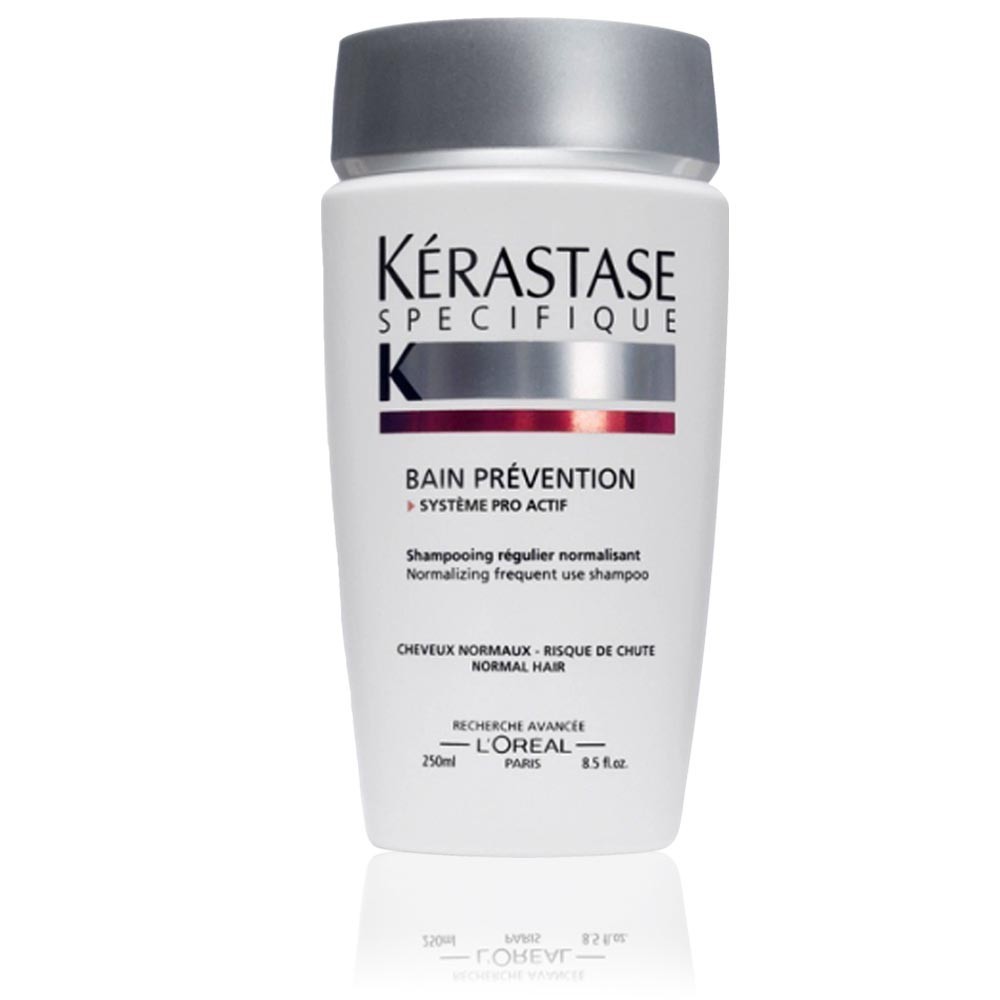 KÉRASTASE
SPECIFIQUE
K
BAIN PRÉVENTION
SYSTÈME PRO ACTIF
Shampooing régulier normalisant
Normalizing frequent use shampoo
CHEVEUX NORMAUX - RISQUE DE CHUTE
NORMAL HAIR
RECHERCHE AVANCÉE
L'ORÉAL
250ml PARIS 8.5 fl.oz.